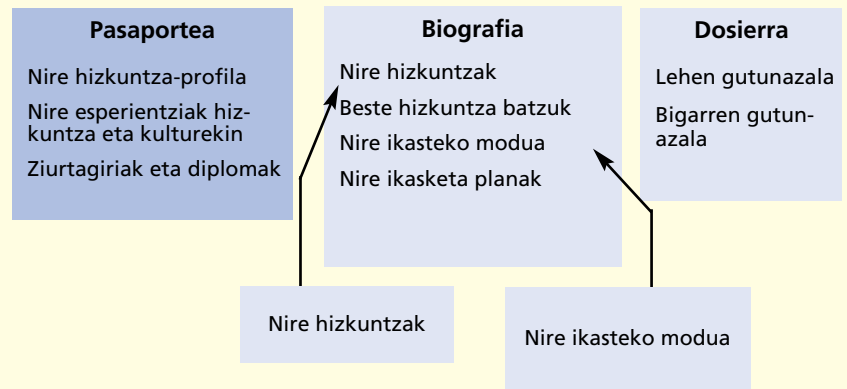 Pasaportea
Nire hizkuntza-profila
Nire esperientziak hiz-
kuntza eta kulturekin
Ziurtagiriak eta diplomak
Biografia
Nire hizkuntzak
Beste hizkuntza batzuk
Nire ikasteko modua
Nire ikasketa planak
Dosierra
Lehen gutunazala
Bigarren gutun-
azala
Nire hizkuntzak
Nire ikasteko modua